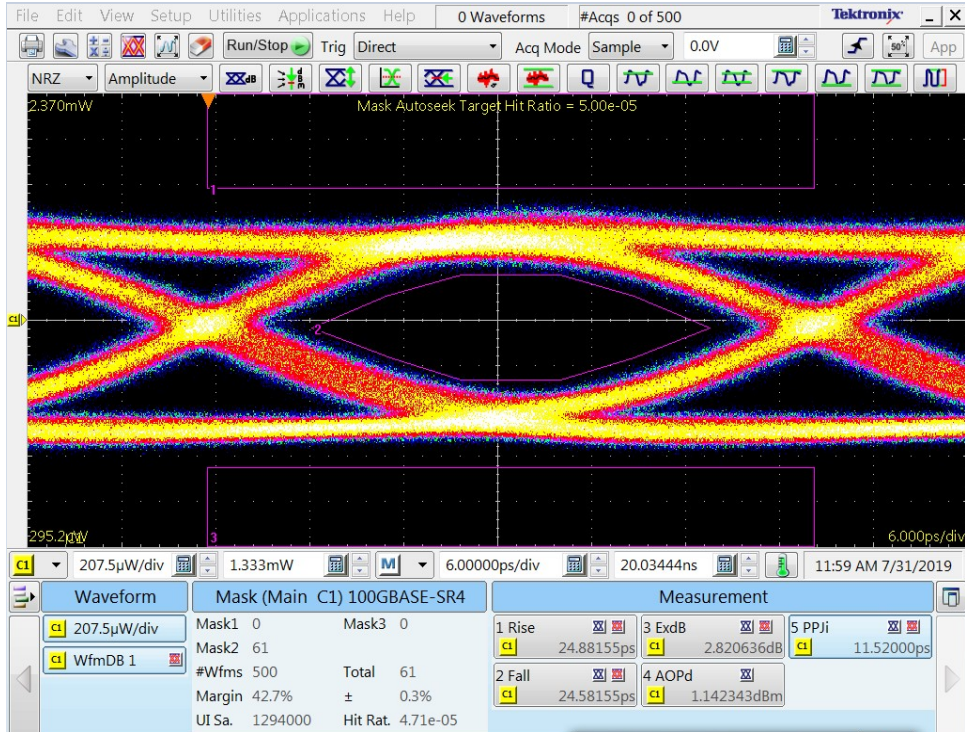 File Edit View Setup Utilities Applications Help 0 Waveforms #Acqs 0 of 500 Tektronix _ X
Run/Stop Trig Direct Acq Mode Sample 0.0V 50% App
NRZ Amplitude dB Q
2.370mW Mask Autoseek Target Hit Ratio = 5.00e-05
1
C1 2
295.2µW 3 6.000ps/div
C1 207.5µW/div 1.333mW M 6.00000ps/div 20.03444ns 11:59 AM 7/31/2019
Waveform Mask (Main C1) 100GBASE-SR4 Measurement
C1 207.5µW/div
C1 WfmDB 1
Mask1 0 Mask3 0
Mask2 61
#Wfms 500 Total 61
Margin 42.7% ± 0.3%
UI Sa. 1294000 Hit Rat. 4.71e-05
1 Rise
C1 24.88155ps
3 ExdB
C1 2.820636dB
5 PPJi
C1 11.52000ps
2 Fall
C1 24.58155ps
4 AOPd
C1 1.142343dBm